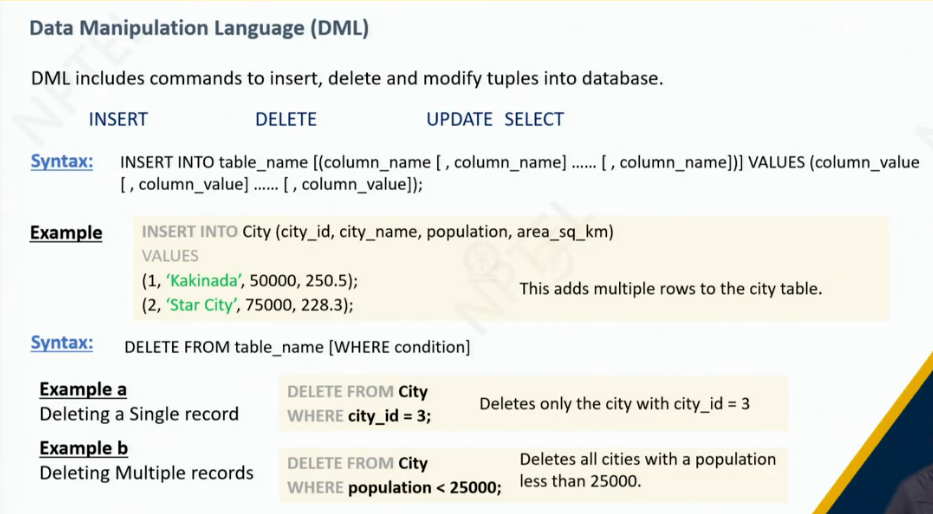 Data Manipulation Language (DML)
DML includes commands to insert, delete and modify tuples into database.
INSERT DELETE UPDATE SELECT
Syntax: INSERT INTO table_name [(column_name [ , column_name] ...... [ , column_name])] VALUES (column_value
[ , column_value] ...... [ , column_value]);
Example INSERT INTO City (city_id, city_name, population, area_sq_km)
VALUES
(1, ‘Kakinada’, 50000, 250.5);
This adds multiple rows to the city table.
(2, ‘Star City’, 75000, 228.3);
Syntax: DELETE FROM table_name [WHERE condition]
Example a
Deleting a Single record
DELETE FROM City
WHERE city_id = 3;
Deletes only the city with city_id = 3
Example b
Deleting Multiple records
DELETE FROM City
WHERE population < 25000;
Deletes all cities with a population
less than 25000.
NPTEL
NPTEL